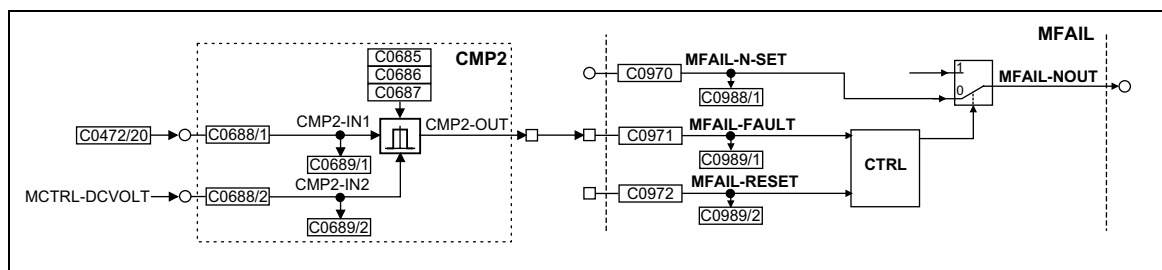 MFAIL
C0685
CMP2
C0686
C0687
MFAIL-N-SET
C0970
C0988/1
1
0
MFAIL-NOUT
C0472/20
C0688/1
CMP2-IN1
C0689/1
CMP2-OUT
C0971
MFAIL-FAULT
C0989/1
CTRL
MCTRL-DCVOLT
C0688/2
CMP2-IN2
C0689/2
C0972
MFAIL-RESET
C0989/2